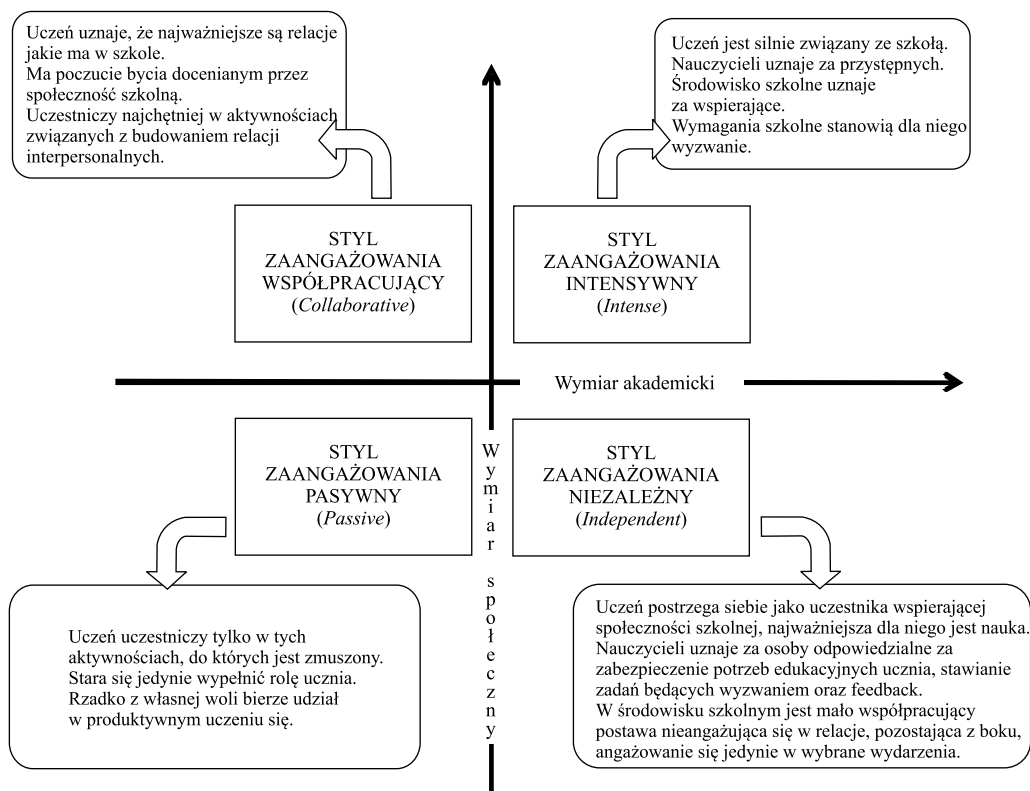 Uczeń uznaje, że najważniejsze są relacje
jakie ma w szkole.
Ma poczucie bycia docenianym przez
społeczność szkolną.
Uczestniczy najchętniej w aktywnościach
związanych z budowaniem relacji
interpersonalnych.
Uczeń jest silnie związany ze szkołą.
Nauczycieli uznaje za przystępnych.
Środowisko szkolne uznaje
za wspierające.
Wymagania szkolne stanowią dla niego
wyzwanie.
STYL
ZAANGAŻOWANIA
WSPÓŁPRACUJĄCY
(Collaborative)
STYL
ZAANGAŻOWANIA
INTENSYWNY
(Intense)
Wymiar akademicki
STYL
ZAANGAŻOWANIA
PASYWNY
(Passive)
Wymiar społeczny
STYL
ZAANGAŻOWANIA
NIEZALEŻNY
(Independent)
Uczeń uczestniczy tylko w tych
aktywnościach, do których jest zmuszony.
Stara się jedynie wypełnić rolę ucznia.
Rzadko z własnej woli bierze udział
w produktywnym uczeniu się.
Uczeń postrzega siebie jako uczestnika wspierającej
społeczności szkolnej, najważniejsza dla niego jest nauka.
Nauczycieli uznaje za osoby odpowiedzialne za
zabezpieczenie potrzeb edukacyjnych ucznia, stawianie
zadań będących wyzwaniem oraz feedback.
W środowisku szkolnym jest mało współpracujący
postawa nieangażująca się w relacje, pozostająca z boku,
angażowanie się jedynie w wybrane wydarzenia.